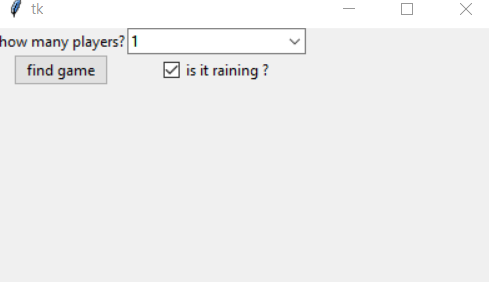 tk
how many players? 1
find game is it raining ?